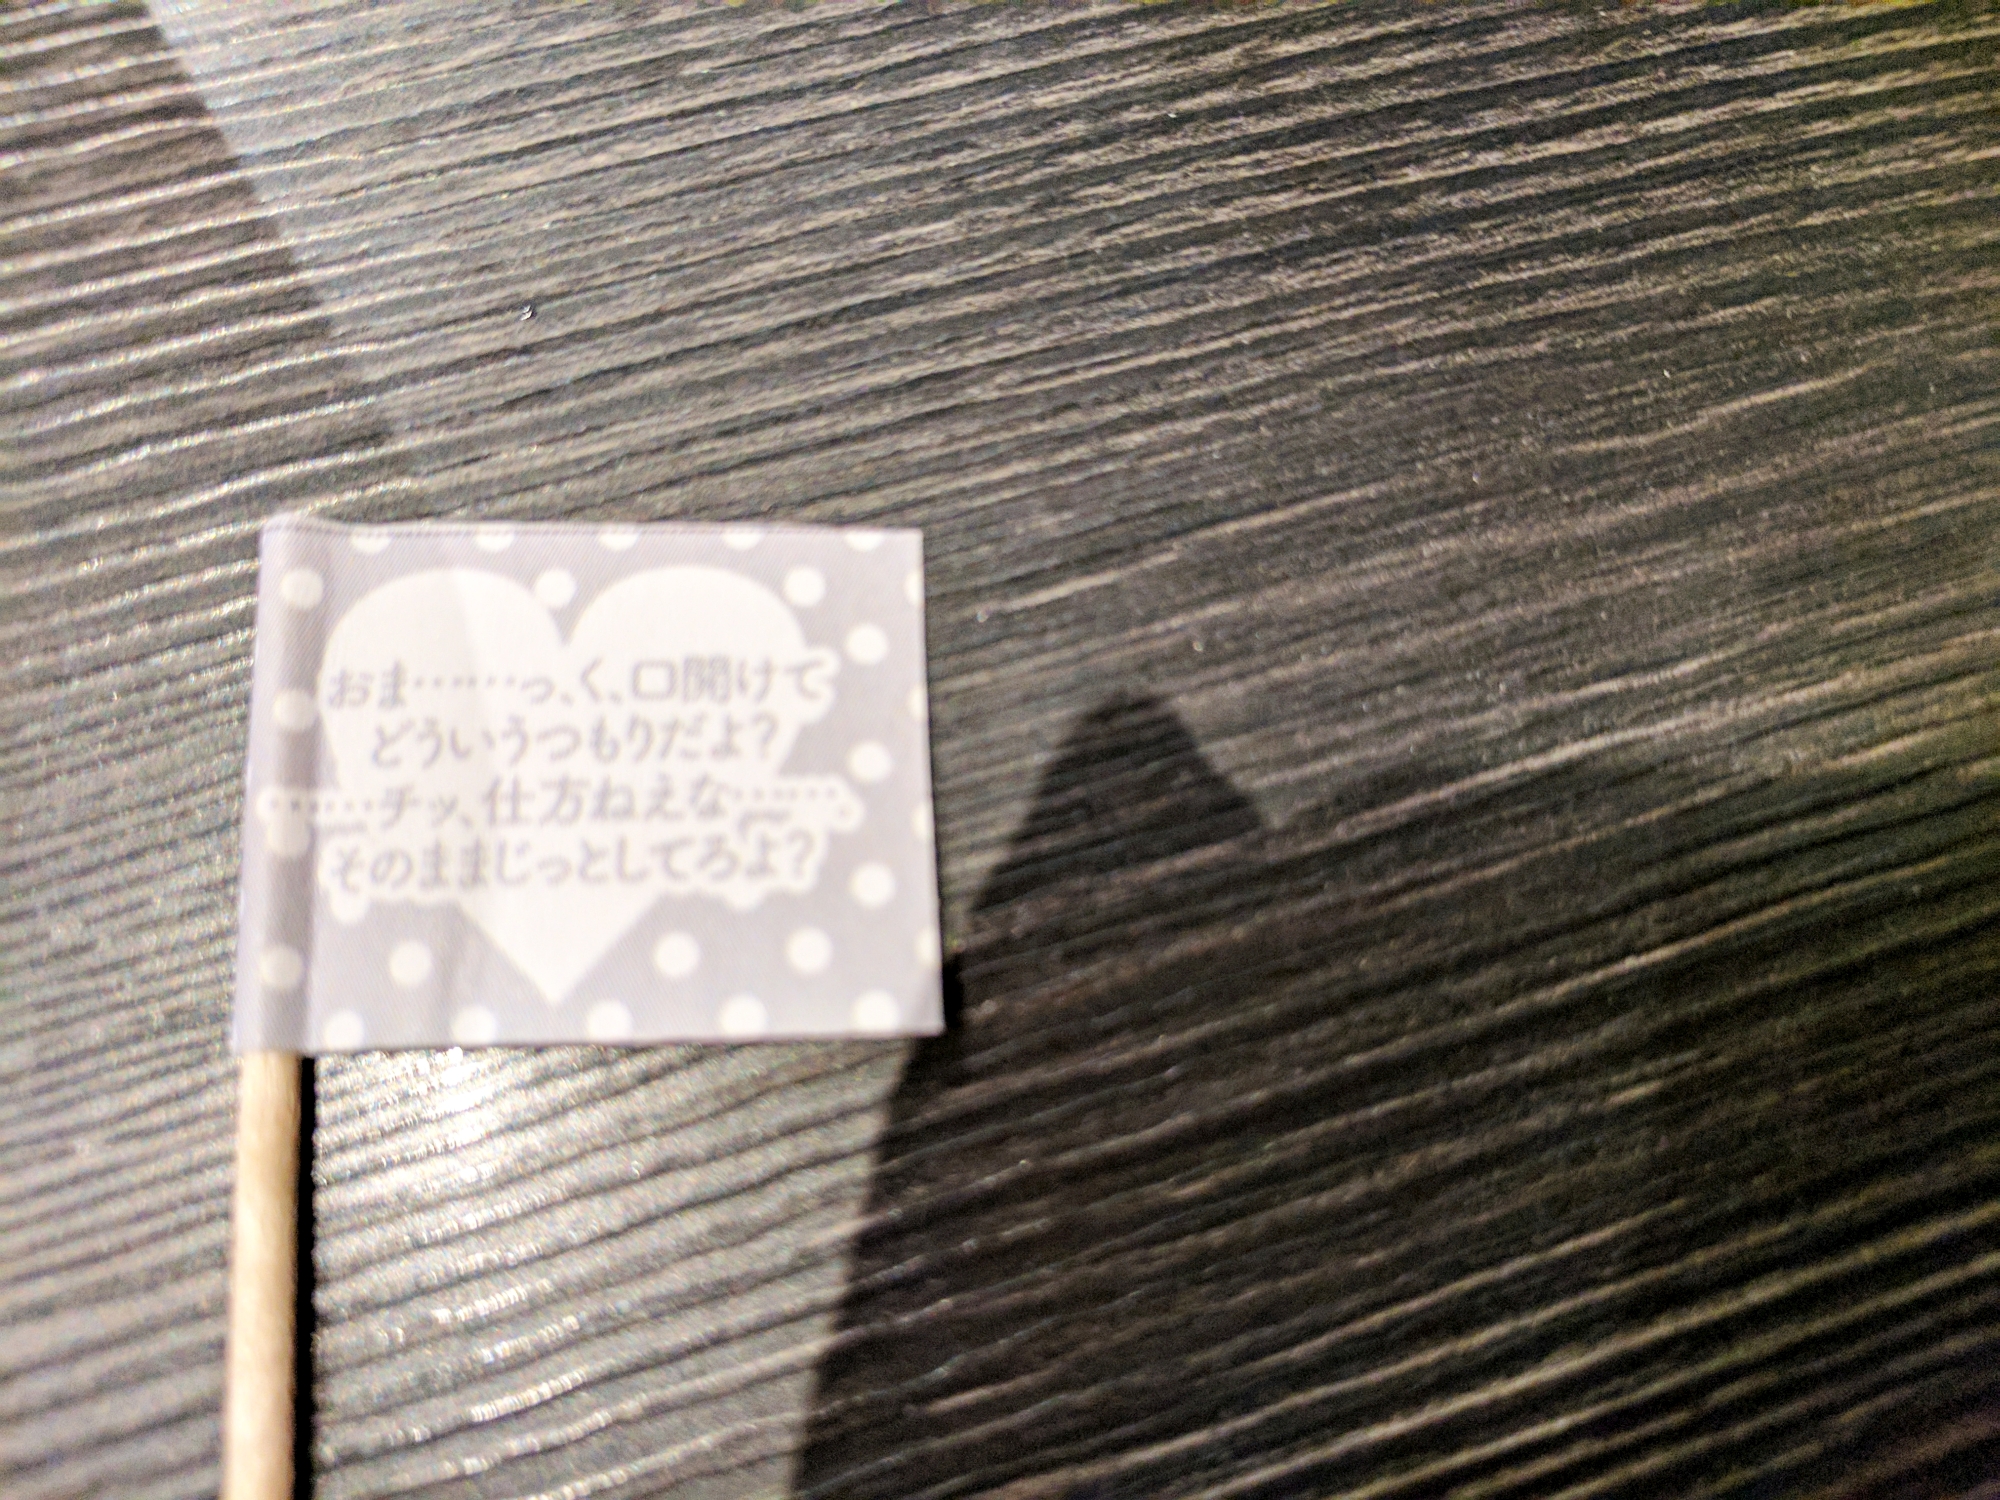 おま……っ、く、口開けて
どういうつもりだよ?
……チッ、仕方ねえな……
そのままじっとしてろよ?